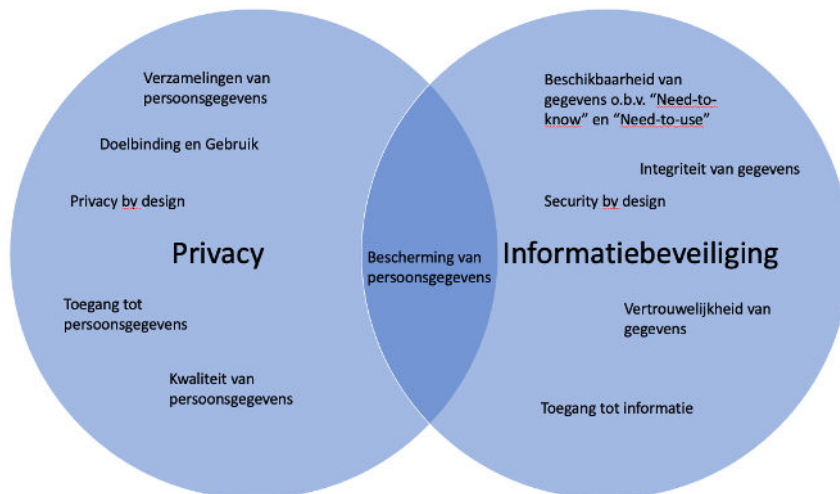 Verzamelingen van
persoonsgegevens
Doelbinding en Gebruik
Privacy by design
Privacy
Toegang tot
persoonsgegevens
Kwaliteit van
persoonsgegevens
Bescherming van
persoonsgegevens
Beschikbaarheid van
gegevens o.b.v. “Need-to-
know” en “Need-to-use”
Integriteit van gegevens
Security by design
Informatiebeveiliging
Vertrouwelijkheid van
gegevens
Toegang tot informatie